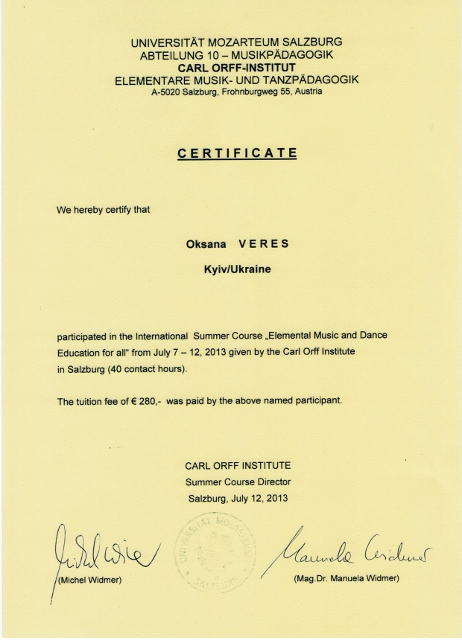 UNIVERSITÄT MOZARTEUM SALZBURG
ABTEILUNG 10 – MUSIKPÄDAGOGIK
CARL ORFF-INSTITUT
ELEMENTARE MUSIK- UND TANZPÄDAGOGIK
A-5020 Salzburg, Frohnburgweg 55, Austria
CERTIFICATE
We hereby certify that
Oksana VERES
Kyiv/Ukraine
participated in the International Summer Course „Elemental Music and Dance
Education for all" from July 7 – 12, 2013 given by the Carl Orff Institute
in Salzburg (40 contact hours).
The tuition fee of € 280,- was paid by the above named participant.
CARL ORFF INSTITUTE
Summer Course Director
Salzburg, July 12, 2013
(Michel Widmer)
(Mag.Dr. Manuela Widmer)